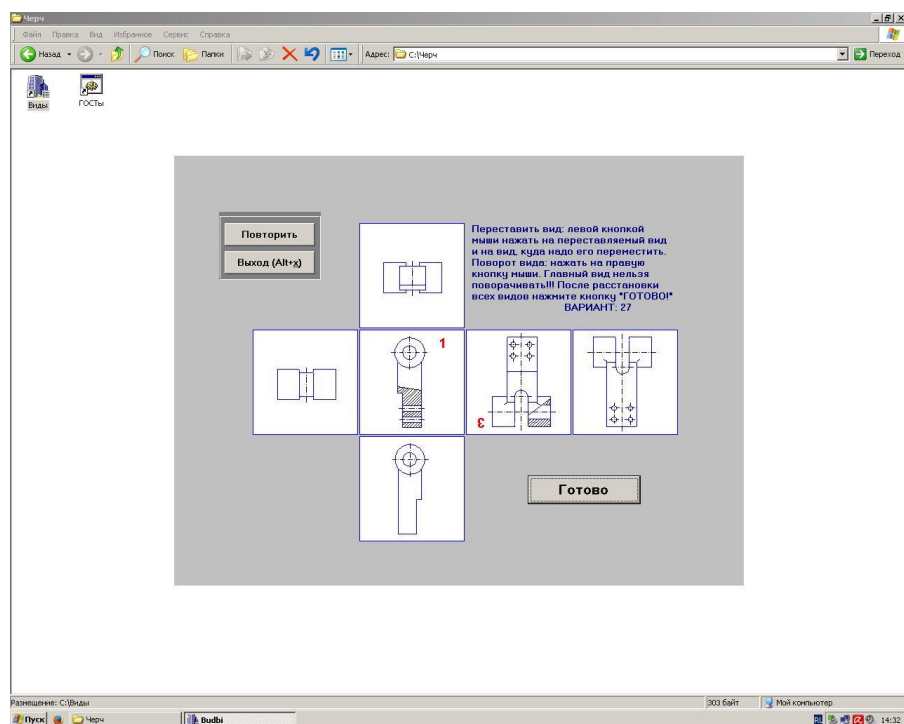 Черч
Файл Правка Вид Избранное Сервис Справка
Назад Поиск Папки Адрес: C:\Черч Переход
Виды
ГОСТы
Повторить
Выход (Alt+x)
Переставить вид: левой кнопкой
мыши нажать на переставляемый вид
и на вид, куда надо его переместить.
Поворот вида: нажать на правую
кнопку мыши. Главный вид нельзя
поворачивать!!! После расстановки
всех видов нажмите кнопку "ГОТОВО!"
ВАРИАНТ: 27
1
3
Готово
Размещение: C:\Виды 303 байт Мой компьютер
Пуск Черч Budbi RL 14:32